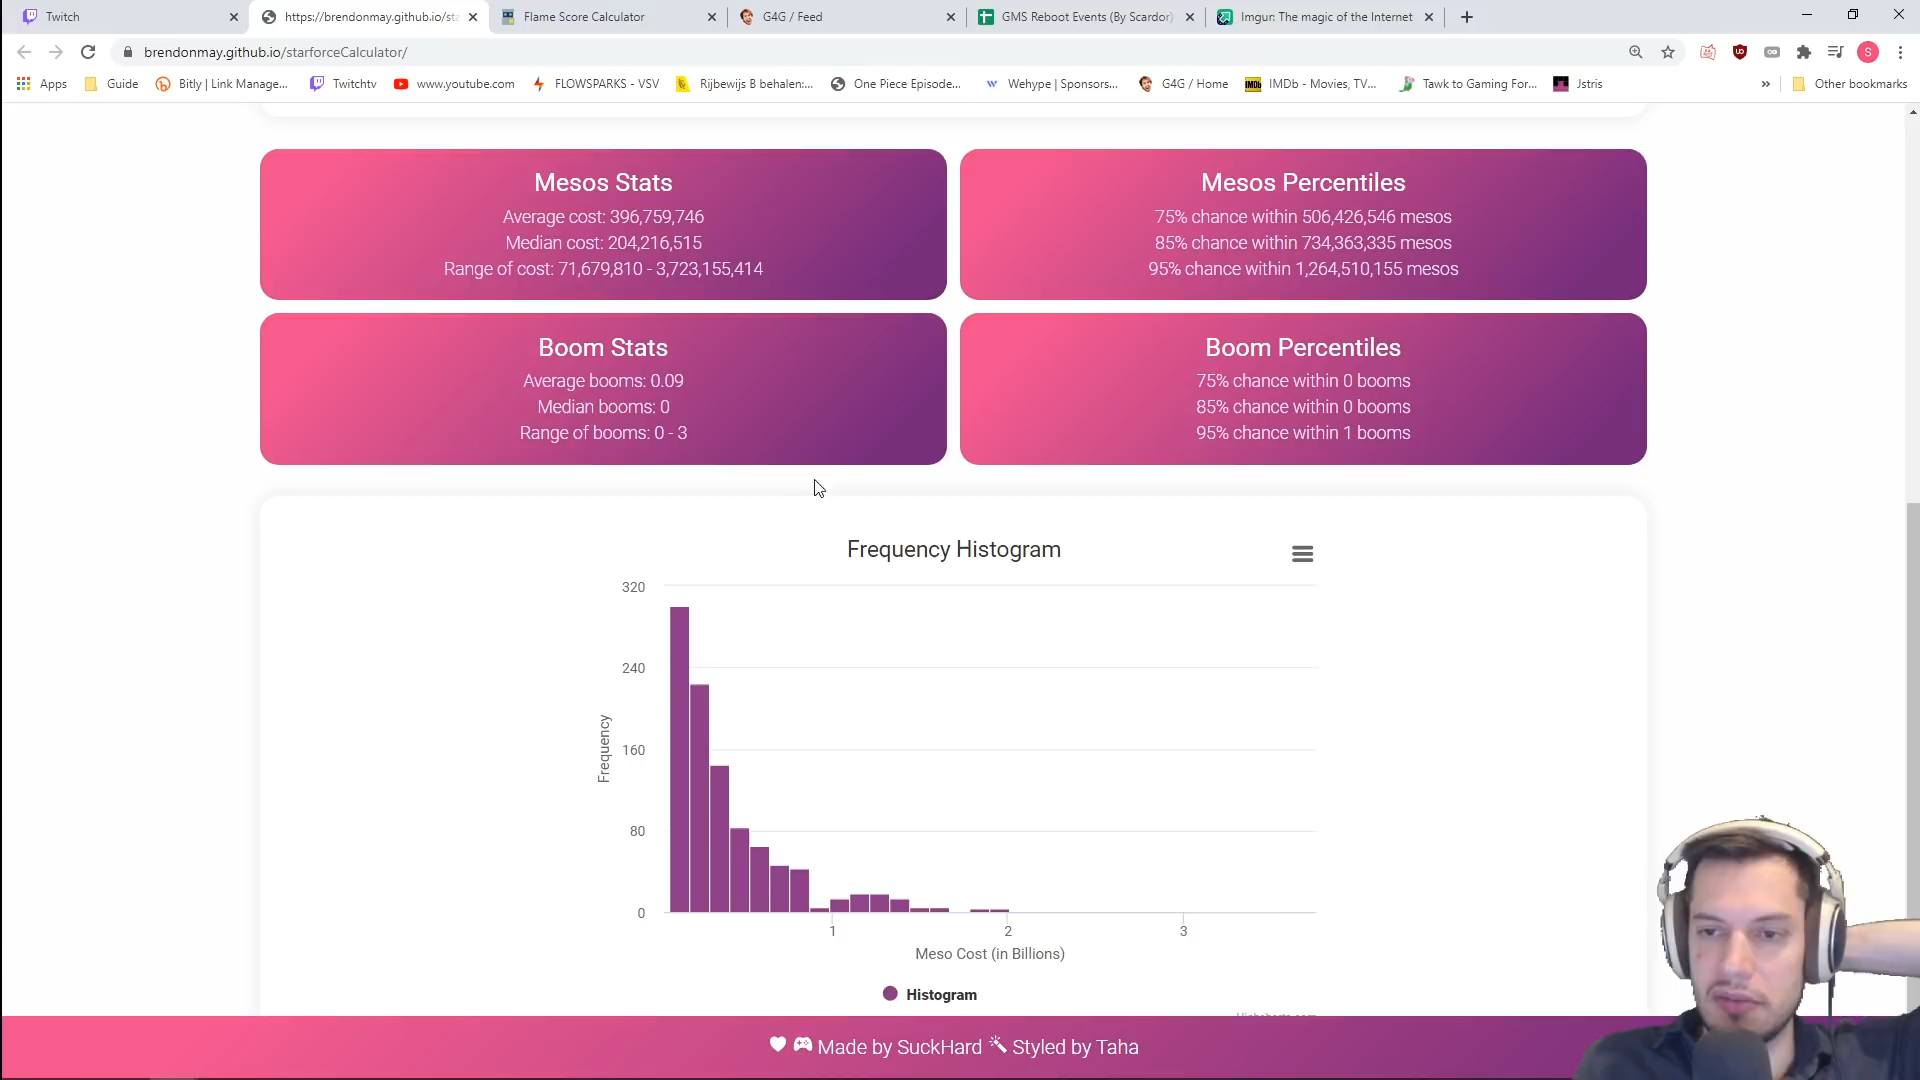 Twitch
https://brendonmay.github.io/sta
Flame Score Calculator
G4G / Feed
GMS Reboot Events (By Scardor)
Imgur: The magic of the Internet
brendonmay.github.io/starforceCalculator/
S
Apps
Guide
Bitly | Link Manage...
Twitchtv
www.youtube.com
FLOWSPARKS - VSV
Rijbewijs B behalen:...
One Piece Episode...
Wehype | Sponsors...
G4G / Home
IMDb
IMDb - Movies, TV...
Tawk to Gaming For...
Jstris
»
Other bookmarks
Mesos Stats
Average cost: 396,759,746
Median cost: 204,216,515
Range of cost: 71,679,810 - 3,723,155,414
Mesos Percentiles
75% chance within 506,426,546 mesos
85% chance within 734,363,335 mesos
95% chance within 1,264,510,155 mesos
Boom Stats
Average booms: 0.09
Median booms: 0
Range of booms: 0 - 3
Boom Percentiles
75% chance within 0 booms
85% chance within 0 booms
95% chance within 1 booms
Frequency Histogram
320
240
160
80
0
Frequency
1
2
3
Meso Cost (in Billions)
Histogram
Made by SuckHard
Styled by Taha